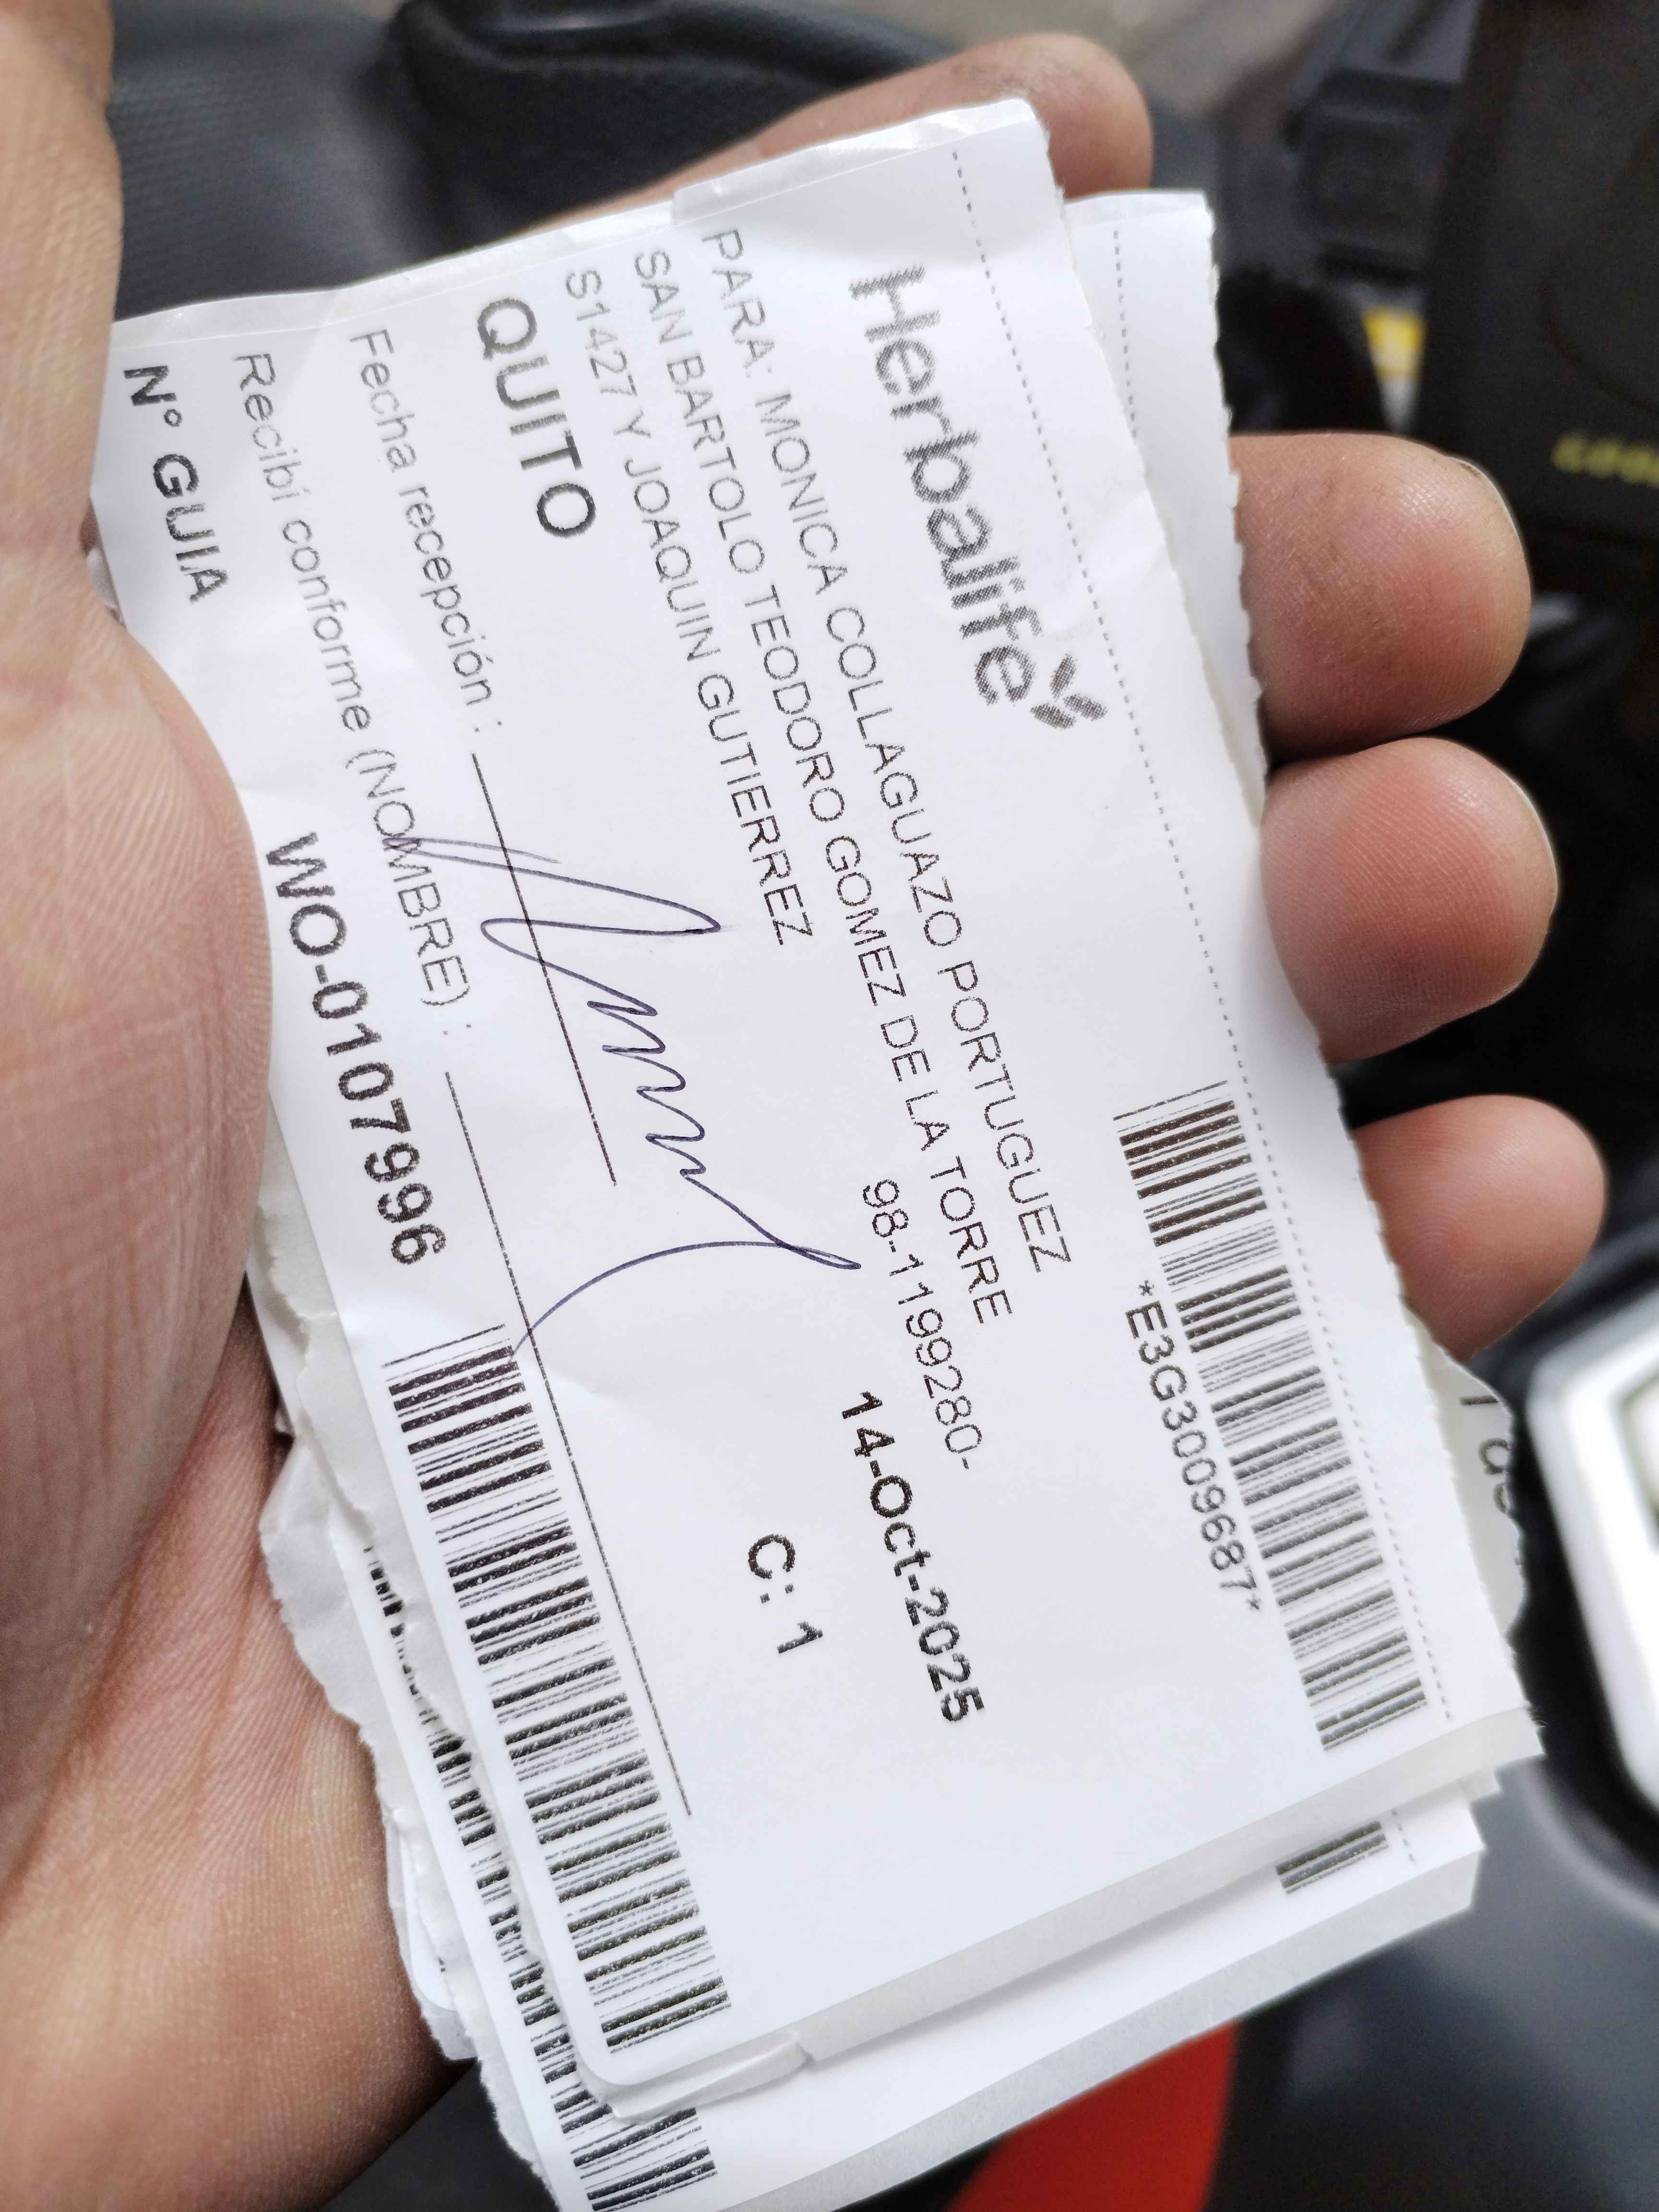 Herbalife
*E3G3009687*
PARA: MONICA COLLAGUAZO PORTUGUEZ
SAN BARTOLO TEODORO GOMEZ DE LA TORRE
S1427 Y JOAQUIN GUTIERREZ
98-1199280-
QUITO
14-Oct-2025
C: 1
Fecha recepción :
Recibí conforme (NOMBRE) :
N° GUIA
WO-0107996